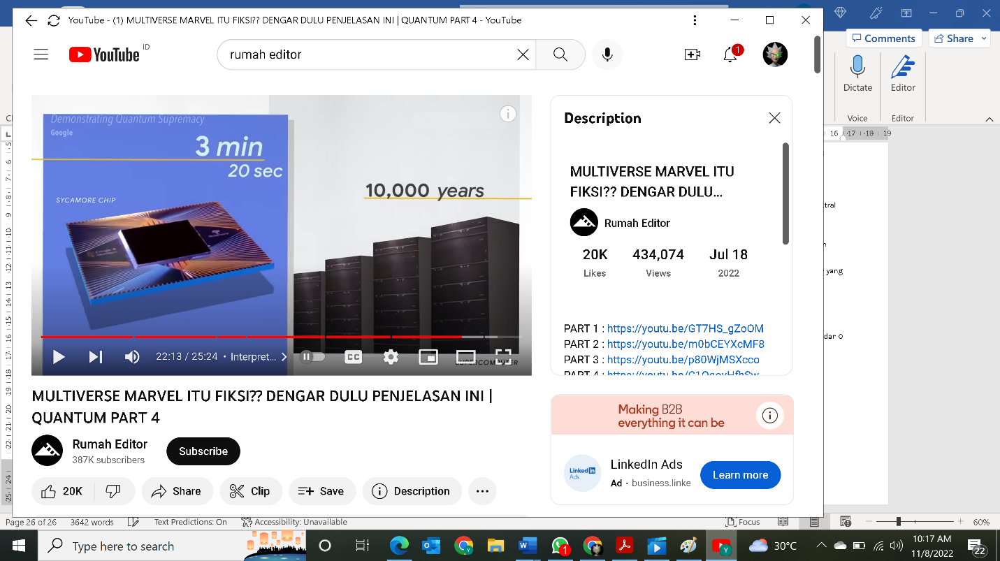 YouTube - (1) MULTIVERSE MARVEL ITU FIKSI?? DENGAR DULU PENJELASAN INI | QUANTUM PART 4 - YouTube
Comments
Share
YouTube ID
rumah editor
1
Dictate
Editor
Voice
Editor
16 17 18 19
Demonstrating Quantum Supremacy
Google
3 min
20 sec
SYCAMORE CHIP
10,000 years
SUPERCOMPUTER
22:13 / 25:24 • Interpret...
CC
Description
MULTIVERSE MARVEL ITU
FIKSI?? DENGAR DULU...
Rumah Editor
20K 434,074 Jul 18
Likes Views 2022
PART 1 : https://youtu.be/GT7HS_gZoOM
PART 2 : https://youtu.be/m0bCEYXcMF8
PART 3 : https://youtu.be/p80WjMSXcco
yang
MULTIVERSE MARVEL ITU FIKSI?? DENGAR DULU PENJELASAN INI |
QUANTUM PART 4
Rumah Editor
387K subscribers
Subscribe
20K
Share
Clip
Save
Description
Making B2B
everything it can be
LinkedIn
Ads
LinkedIn Ads
Ad • business.linke
Learn more
Page 26 of 26 3642 words Text Predictions: On Accessibility: Unavailable Focus 60%
Type here to search
1
30°C
10:17 AM
11/8/2022
22